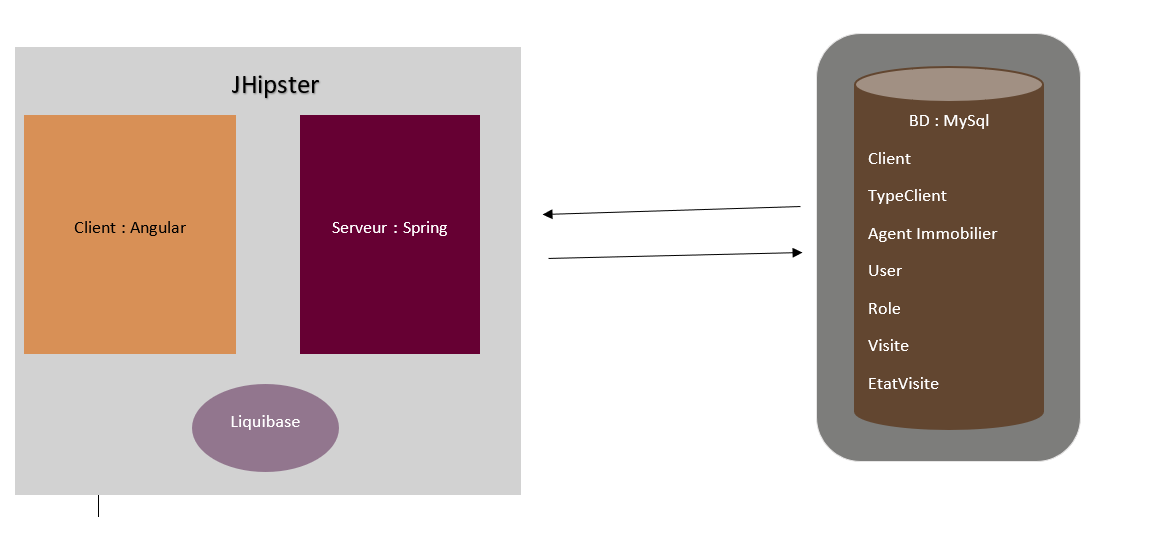 JHipster
Client : Angular
Serveur : Spring
Liquibase
BD : MySql
Client
TypeClient
Agent Immobilier
User
Role
Visite
EtatVisite